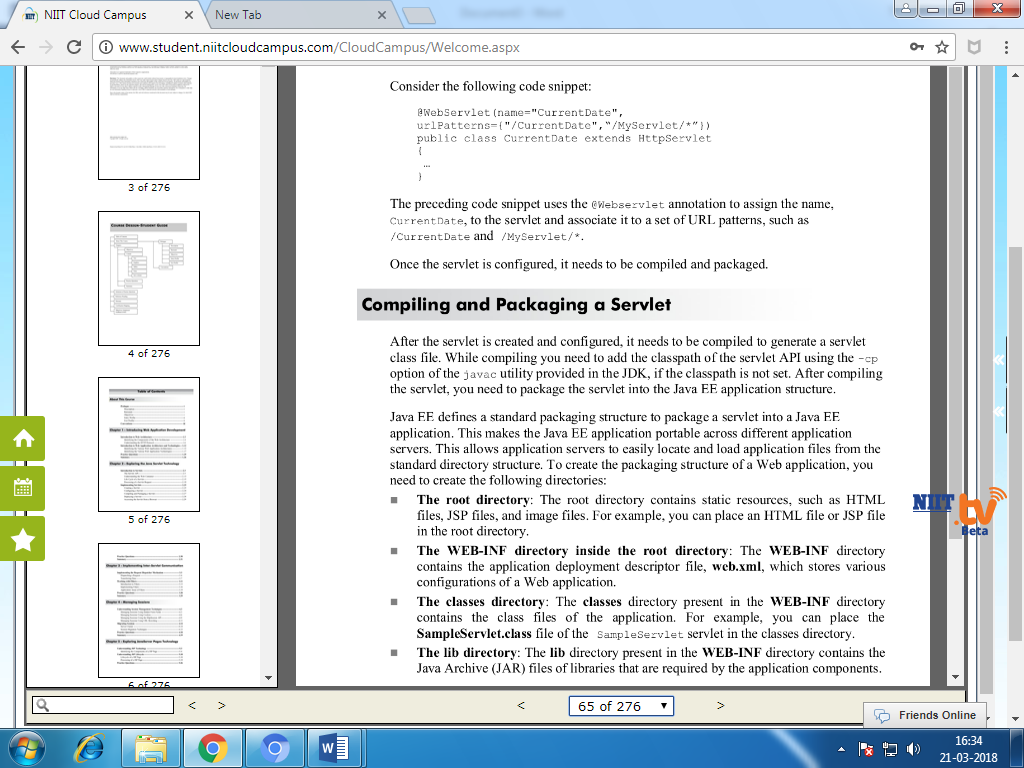 Document1 - Word
NIIT Cloud Campus
New Tab
www.student.niitcloudcampus.com/CloudCampus/Welcome.aspx
3 of 276
COURSE DESIGN-STUDENT GUIDE
4 of 276
Table of Contents
5 of 276
6 of 276
Consider the following code snippet:
@WebServlet(name="CurrentDate",
urlPatterns={"/CurrentDate",“/MyServlet/*”})
public class CurrentDate extends HttpServlet
{
…
}
The preceding code snippet uses the @Webservlet annotation to assign the name,
CurrentDate, to the servlet and associate it to a set of URL patterns, such as
/CurrentDate and /MyServlet/*.
Once the servlet is configured, it needs to be compiled and packaged.
Compiling and Packaging a Servlet
After the servlet is created and configured, it needs to be compiled to generate a servlet
class file. While compiling you need to add the classpath of the servlet API using the -cp
option of the javac utility provided in the JDK, if the classpath is not set. After compiling
the servlet, you need to package the servlet into the Java EE application structure.
Java EE defines a standard packaging structure to package a servlet into a Java EE
application. This makes the Java EE application portable across different application
servers. This allows application servers to easily locate and load application files from the
standard directory structure. To create the packaging structure of a Web application, you
need to create the following directories:
The root directory: The root directory contains static resources, such as HTML
files, JSP files, and image files. For example, you can place an HTML file or JSP file
in the root directory.
The WEB-INF directory inside the root directory: The WEB-INF directory
contains the application deployment descriptor file, web.xml, which stores various
configurations of a Web application.
The classes directory: The classes directory present in the WEB-INF directory
contains the class files of the application. For example, you can place the
SampleServlet.class file of the SampleServlet servlet in the classes directory.
The lib directory: The lib directory present in the WEB-INF directory contains the
Java Archive (JAR) files of libraries that are required by the application components.
NIIT
.tv
Beta
< >
< 65 of 276 >
Friends Online
16:34
21-03-2018